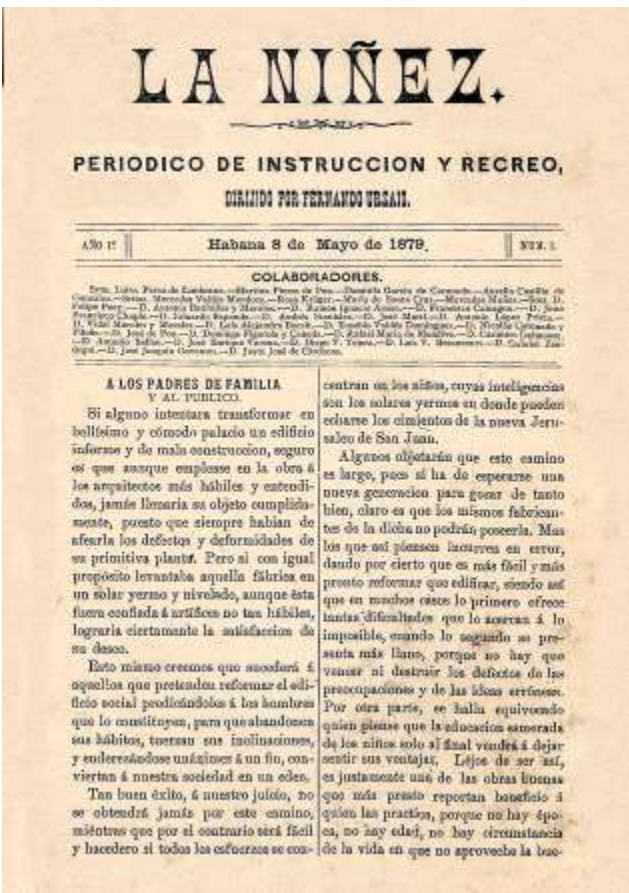 LA NIÑEZ.
PERIODICO DE INSTRUCCION Y RECREO,
DIRIJIDO POR FERNANDO URZAIS.
AÑO 1º
Habana 8 de Mayo de 1879.
NUM. 1.
COLABORADORES.
A LOS PADRES DE FAMILIA
Y AL PUBLICO.
Si alguno intentara transformar en
bellísimo y cómodo palacio un edificio
informe y de mala construccion, seguro
es que aunque emplease en la obra á
los arquitectos más hábiles y entendi-
dos, jamás llenaria su objeto cumplida-
mente, puesto que siempre habian de
afearla los defectos y deformidades de
su primitiva planta. Pero si con igual
propósito levantaba aquella fábrica en
un solar yermo y nivelado, aunque ésta
fuera confiada á artífices no tan hábiles,
lograria ciertamente la satisfaccion de
su deseo.
Esto mismo creemos que sucederá á
aquellos que pretenden reformar el edi-
ficio social predicándoles á los hombres
que lo constituyen, para que abandonen
sus hábitos, tuerzan sus inclinaciones,
y enderezándose unánimes á un fin, con-
viertan á nuestra sociedad en un eden.
Tan buen éxito, á nuestro juicio, no
se obtendrá jamás por este camino,
miéntras que por el contrario será fácil
y hacedero si todos los esfuerzos se con-
centran en los niños, cuyas inteligencias
son los solares yermos en donde pueden
echarse los cimientos de la nueva Jeru-
salen de San Juan.
Algunos objetarán que este camino
es largo, pues si ha de esperarse una
nueva generacion para gozar de tanto
bien, claro es que los mismos fabrican-
tes de la dicha no podrán poseerla. Mas
los que así piensen incurren en error,
dando por cierto que es más fácil y más
pronto reformar que edificar, siendo así
que en muchos casos lo primero ofrece
tantas dificultades que lo acercan á lo
imposible, cuando lo segundo se pre-
senta más llano, porque no hay que
vencer ni destruir los defectos de las
preocupaciones y de las ideas erróneas.
Por otra parte, se halla equivocado
quien piense que la educacion esmerada
de los niños solo al final vendrá á dejar
sentir sus ventajas. Léjos de ser así,
es justamente una de las obras buenas
que más presto reportan beneficio á
quien las practica, porque no hay épo-
ca, no hay edad, no hay circunstancia
de la vida en que no aproveche la bue-